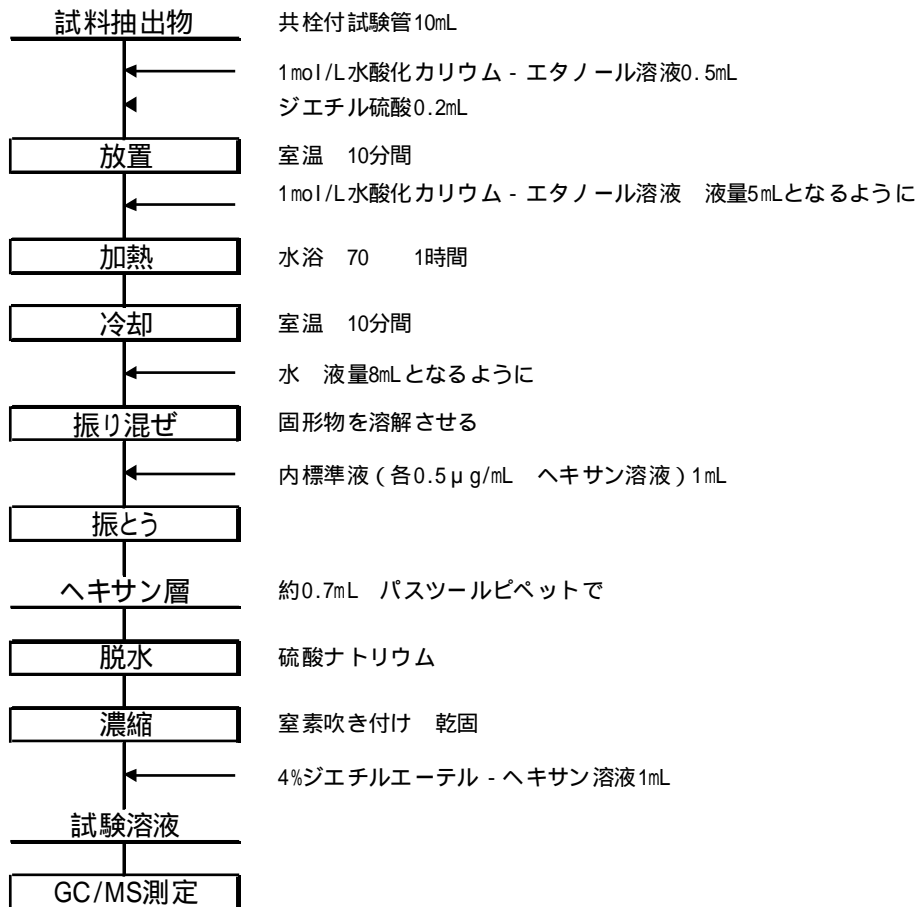 試料抽出物　共栓付試験管10mL
1mol/L水酸化カリウム - エタノール溶液0.5mL
ジエチル硫酸0.2mL
放置　室温　10分間
1mol/L水酸化カリウム - エタノール溶液　液量5mLとなるように
加熱　水浴　70　　1時間
冷却　室温　10分間
水　液量8mLとなるように
振り混ぜ　固形物を溶解させる
内標準液（各0.5μg/mL　ヘキサン溶液）1mL
振とう
ヘキサン層　約0.7mL　パスツールピペットで
脱水　硫酸ナトリウム
濃縮　窒素吹き付け　乾固
4%ジエチルエーテル - ヘキサン溶液1mL
試験溶液
GC/MS測定